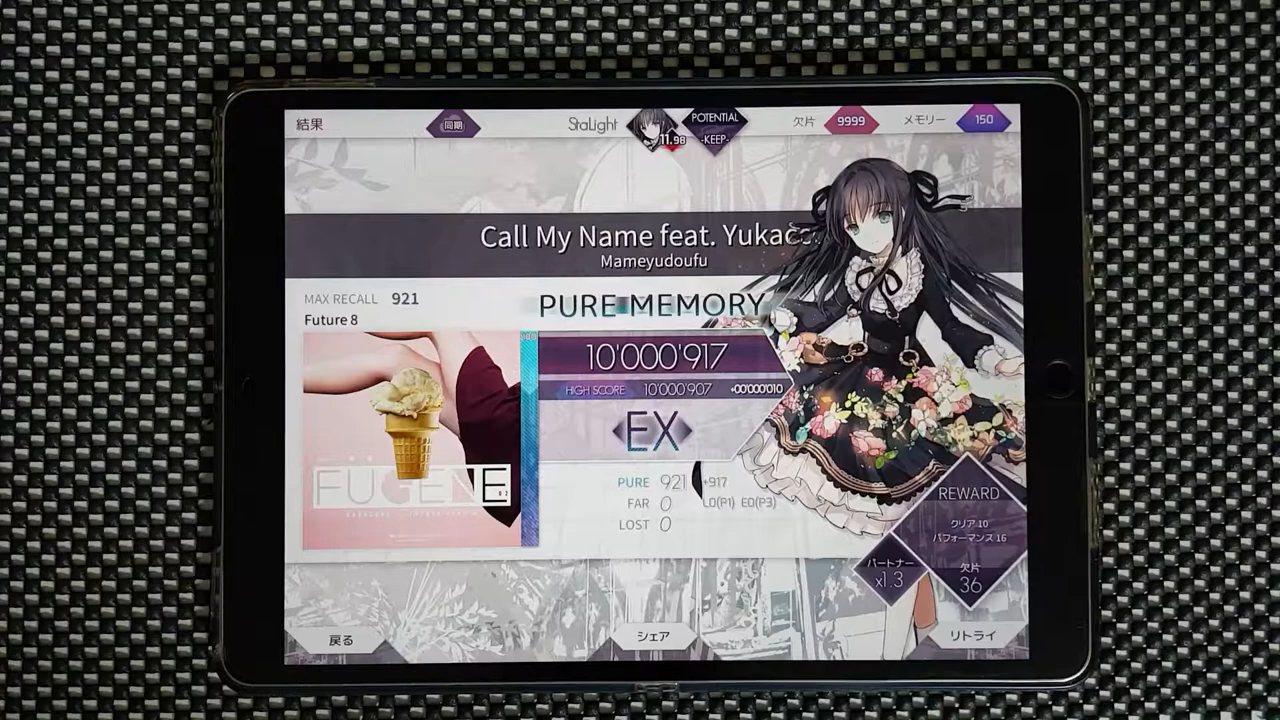 結果
同期
StaLight
11.98
POTENTIAL
-KEEP-
欠片
9999
メモリー
150
Call My Name feat. Yukac
Mameyudoufu
MAX RECALL 921
Future 8
PURE MEMORY
10'000'917
HIGH SCORE 10'000'907 +00'000'010
EX
FUGENE
PURE 921 +917
FAR 0 L0(P1) E0(P3)
LOST 0
REWARD
クリア 10
パフォーマンス 16
欠片
36
パートナー
x1.3
戻る
シェア
リトライ